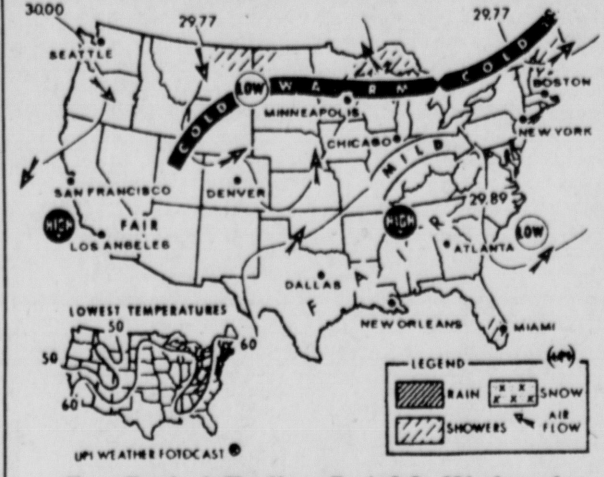 30.00
29.77
29.77
SEATTLE
COLD
LOW
WARM
COLD
BOSTON
MINNEAPOLIS
NEW YORK
CHICAGO
MILD
SAN FRANCISCO
DENVER
29.89
HIGH
FAIR
HIGH
LOW
LOS ANGELES
ATLANTA
DALLAS
FAIR
NEW ORLEANS
MIAMI
LOWEST TEMPERATURES
50
50
60
60
LEGEND
(UPI)
RAIN
SNOW
SHOWERS
AIR FLOW
UPI WEATHER FOTOCAST ®